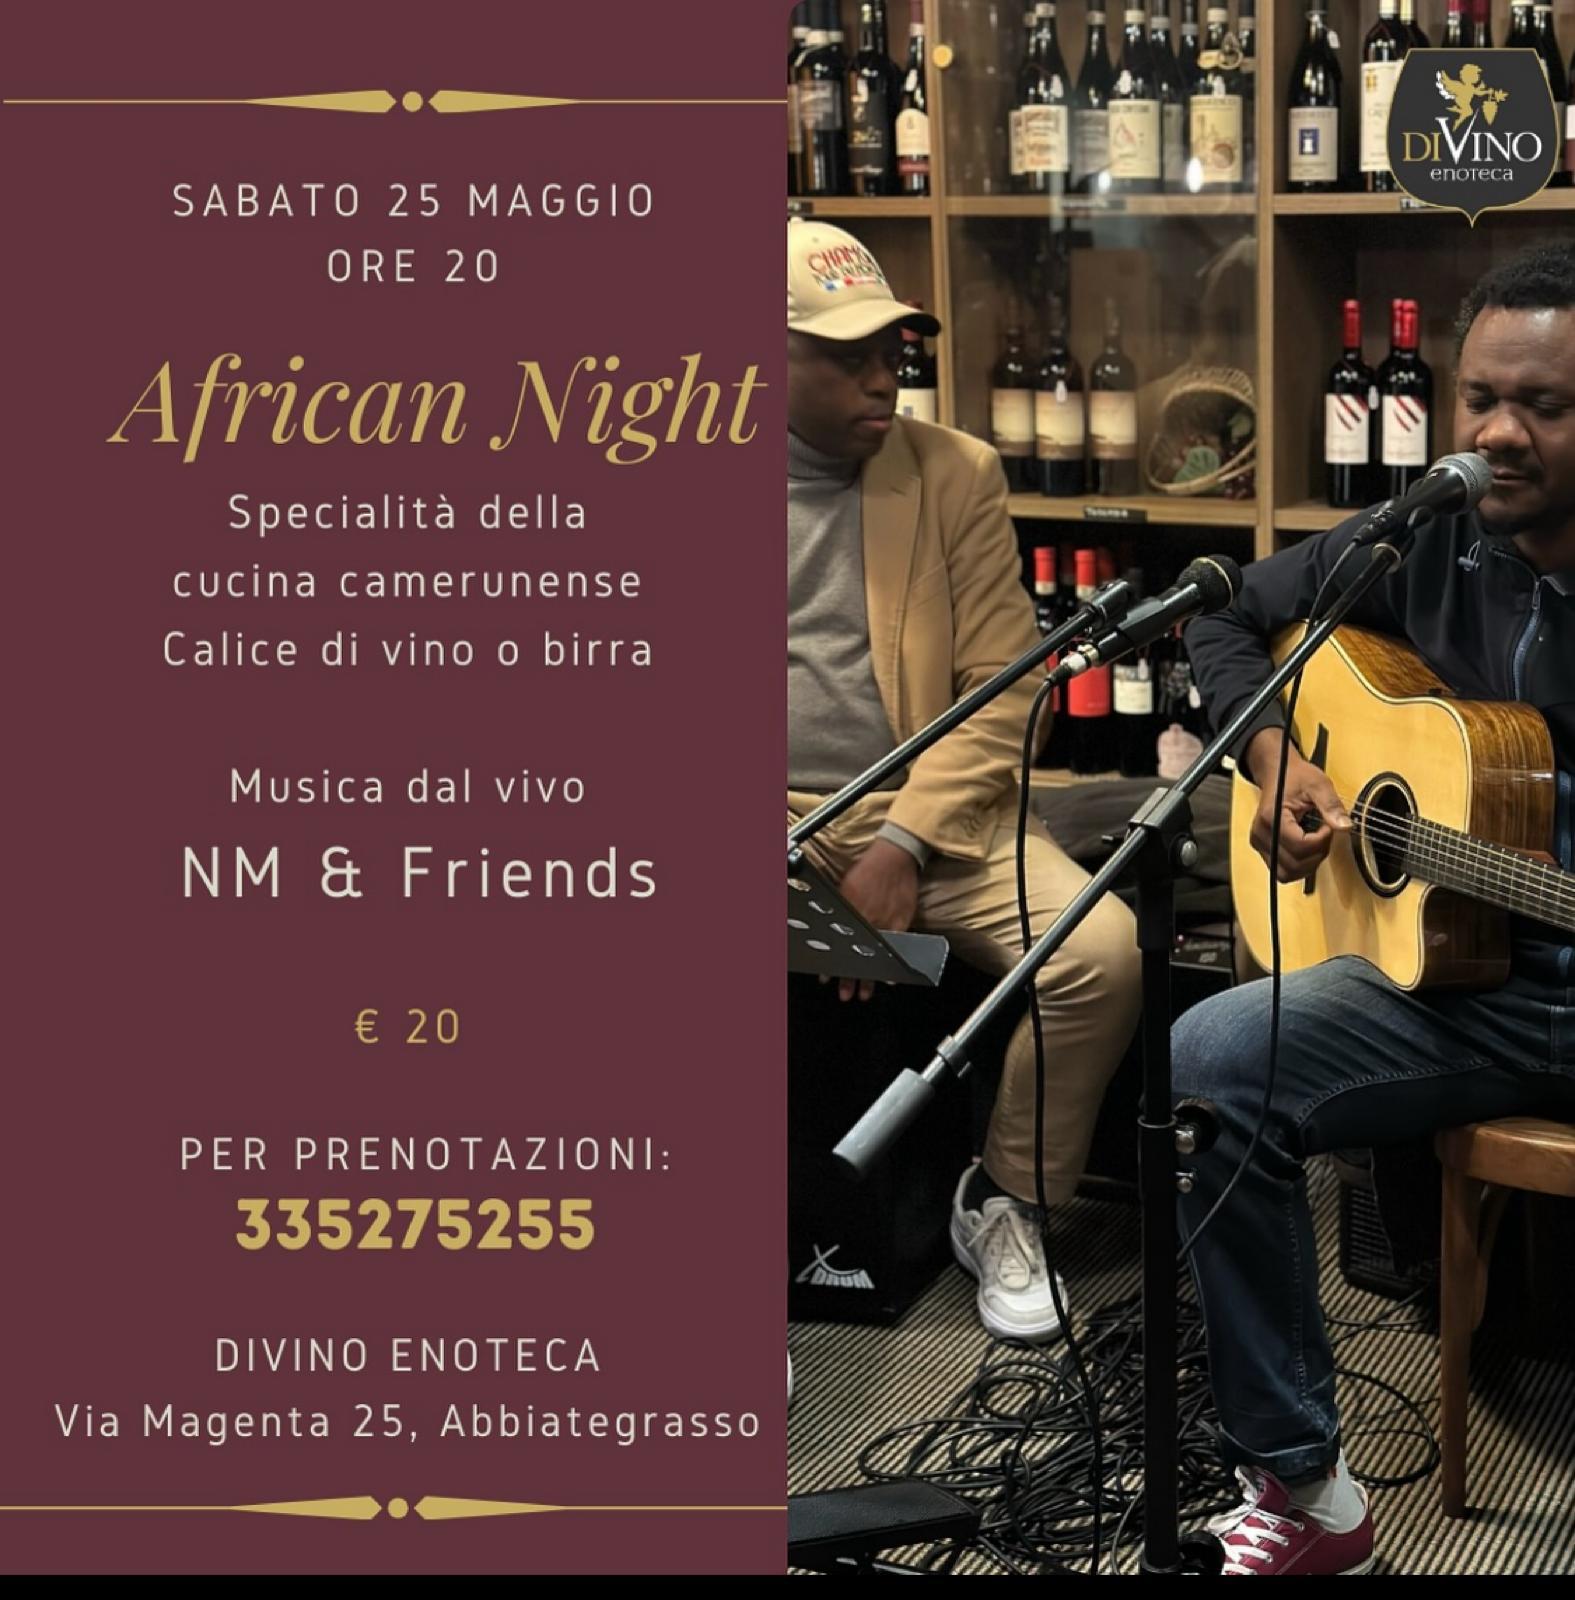 SABATO 25 MAGGIO
ORE 20
African Night
Specialità della
cucina camerunense
Calice di vino o birra
Musica dal vivo
NM & Friends
€ 20
PER PRENOTAZIONI:
335275255
DIVINO ENOTECA
Via Magenta 25, Abbiategrasso
DIVINO
enoteca
XDRUM